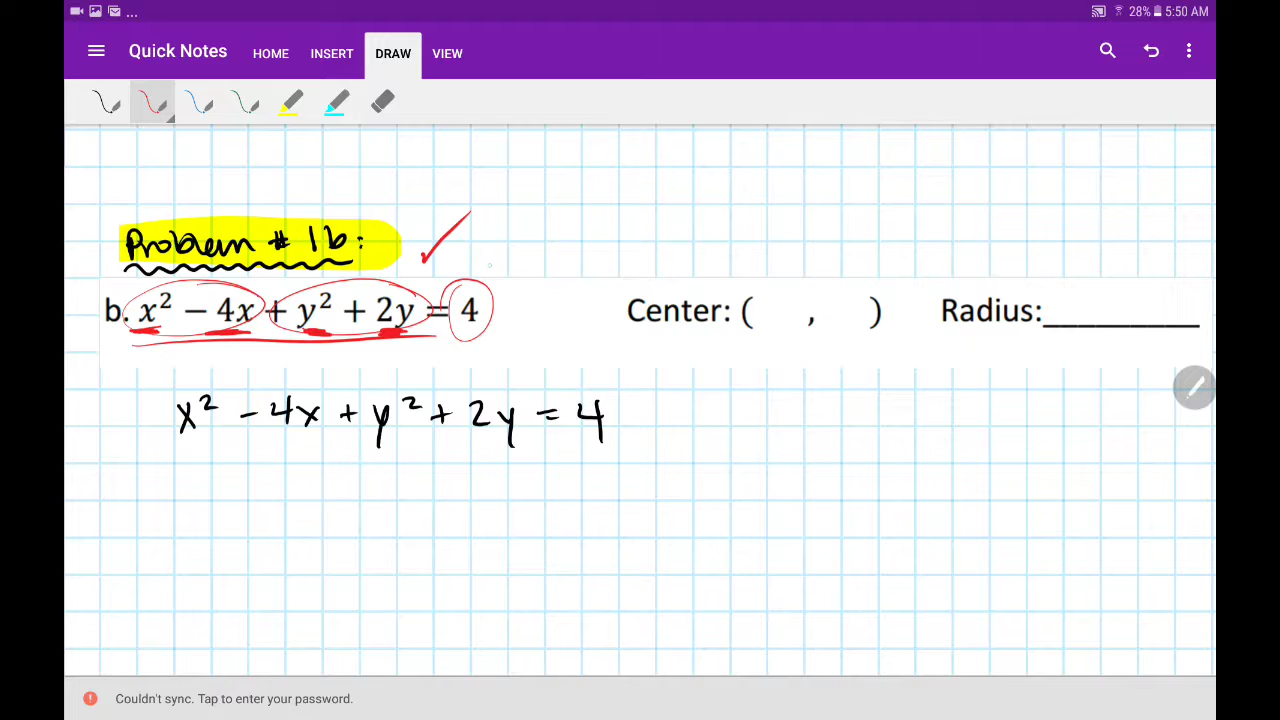 ... 28% 5:50 AM
Quick Notes HOME INSERT DRAW VIEW
Problem # 1b:
b. x² − 4x + y² + 2y = 4 Center: ( , ) Radius:__________
x² - 4x + y² + 2y = 4
Couldn't sync. Tap to enter your password.